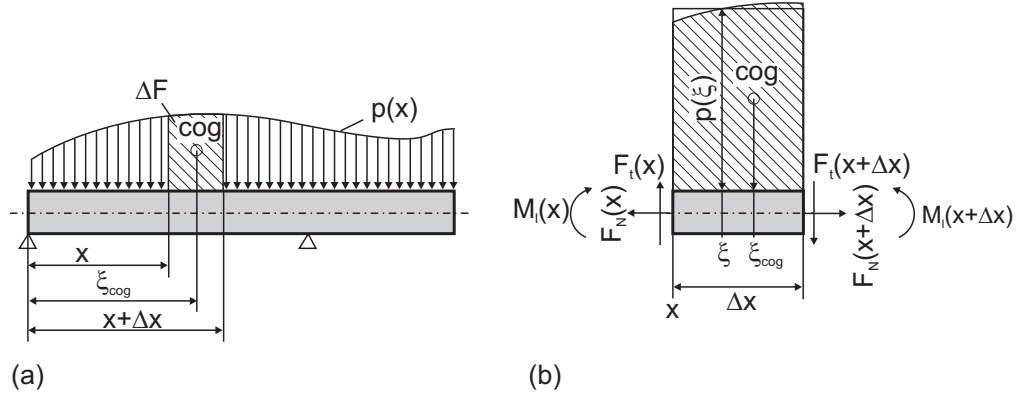 ΔF
cog
p(x)
x
ξcog
x+Δx
(a)
cog
p(ξ)
Ft(x)
Ft(x+Δx)
Ml(x)
FN(x)
FN(x+Δx)
Ml(x+Δx)
ξ
ξcog
x
Δx
(b)